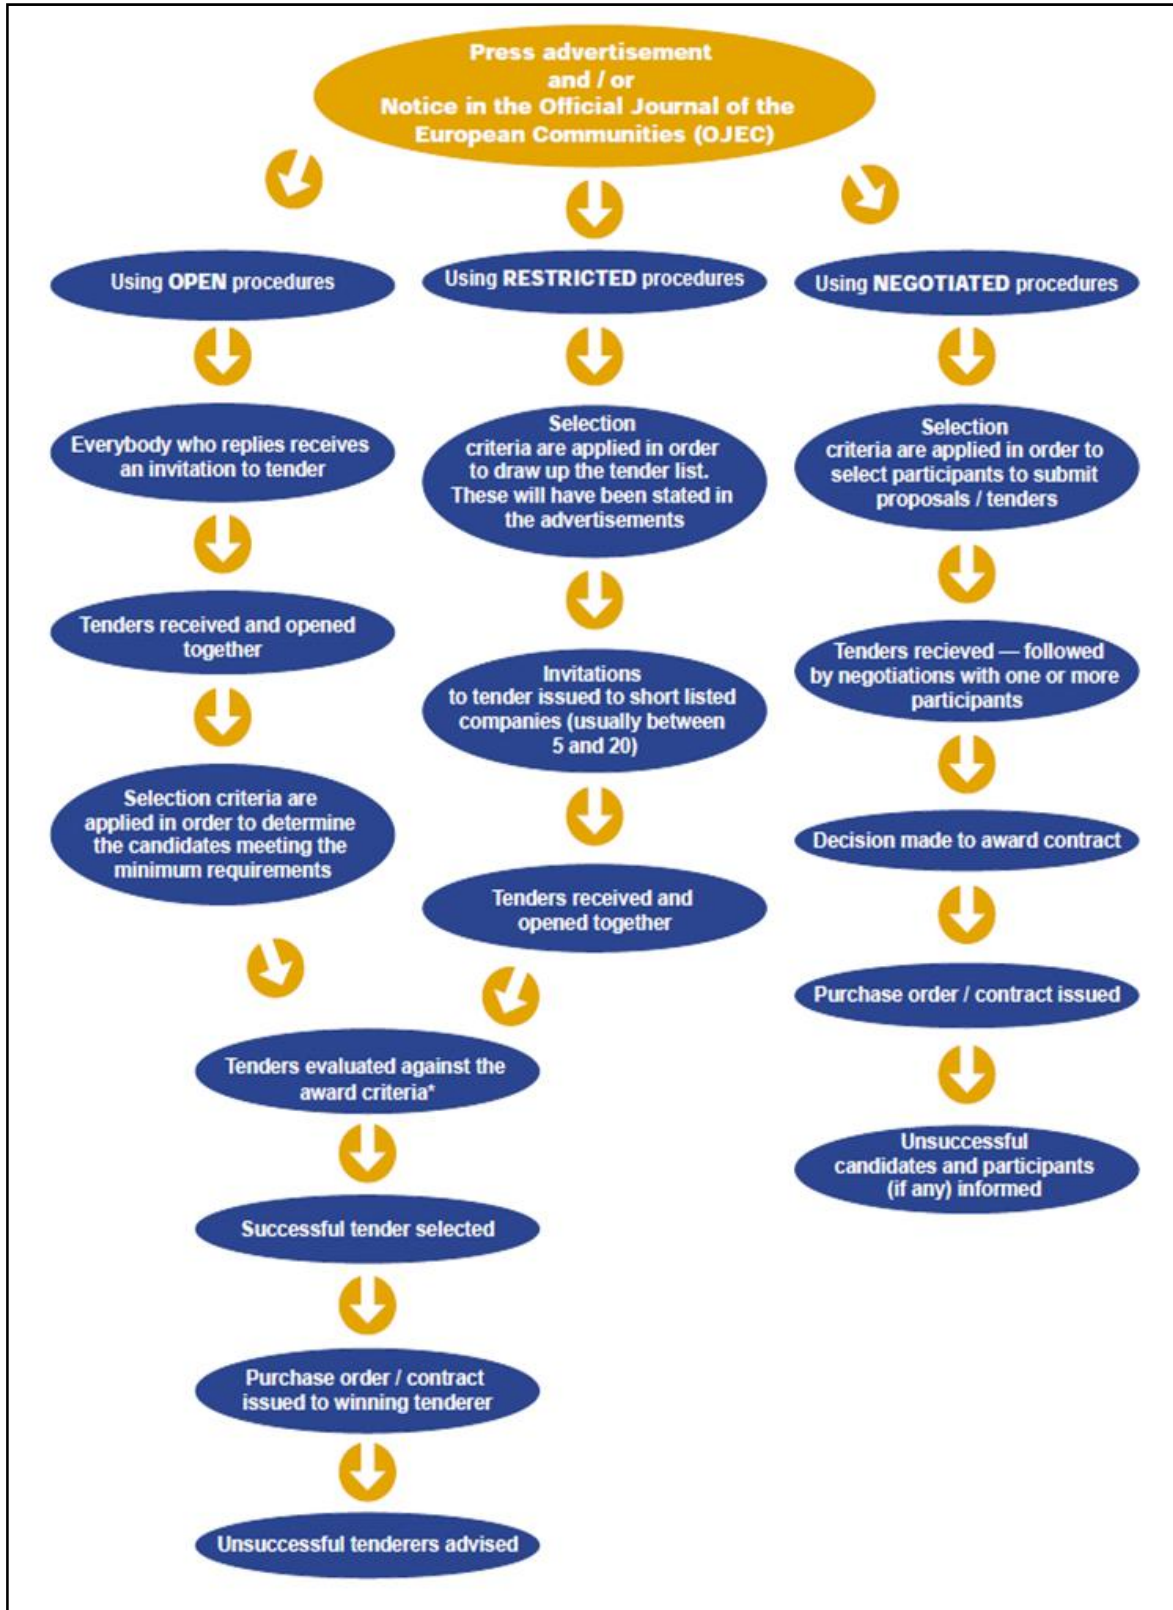 Press advertisement
and / or
Notice in the Official Journal of the
European Communities (OJEC)
Using OPEN procedures
Everybody who replies receives
an invitation to tender
Tenders received and opened
together
Selection criteria are
applied in order to determine
the candidates meeting the
minimum requirements
Using RESTRICTED procedures
Selection
criteria are applied in order
to draw up the tender list.
These will have been stated in
the advertisements
Invitations
to tender issued to short listed
companies (usually between
5 and 20)
Tenders received and
opened together
Tenders evaluated against the
award criteria*
Successful tender selected
Purchase order / contract
issued to winning tenderer
Unsuccessful tenderers advised
Using NEGOTIATED procedures
Selection
criteria are applied in order to
select participants to submit
proposals / tenders
Tenders recieved — followed
by negotiations with one or more
participants
Decision made to award contract
Purchase order / contract issued
Unsuccessful
candidates and participants
(if any) informed